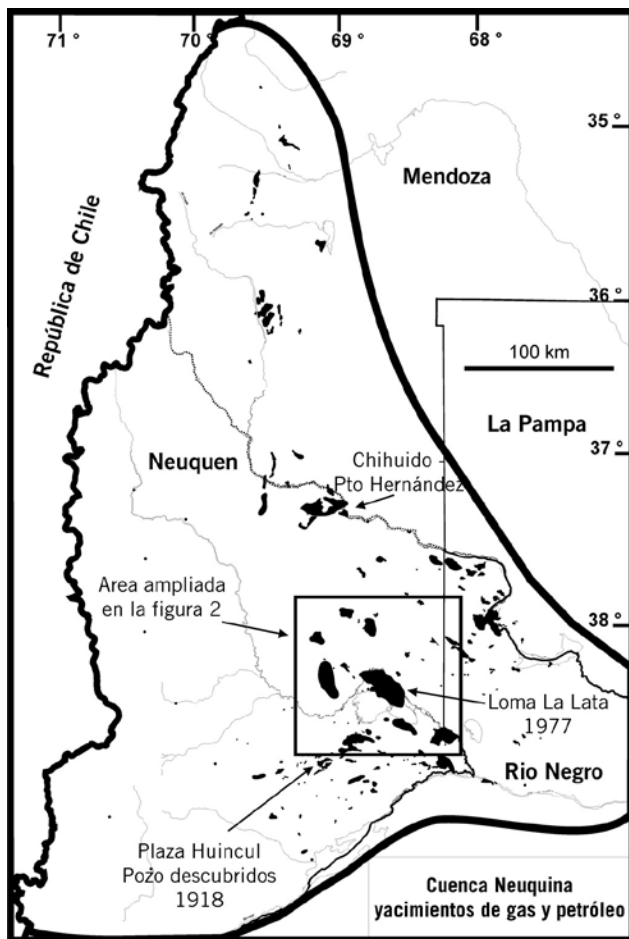 71 °
70 °
69 °
68 °
35 °
Mendoza
República de Chile
36 °
100 km
La Pampa
37 °
Neuquen
Chihuido
Pto Hernández
Area ampliada
en la figura 2
38 °
Loma La Lata
1977
Rio Negro
Plaza Huincul
Pozo descubridos
1918
Cuenca Neuquina
yacimientos de gas y petróleo